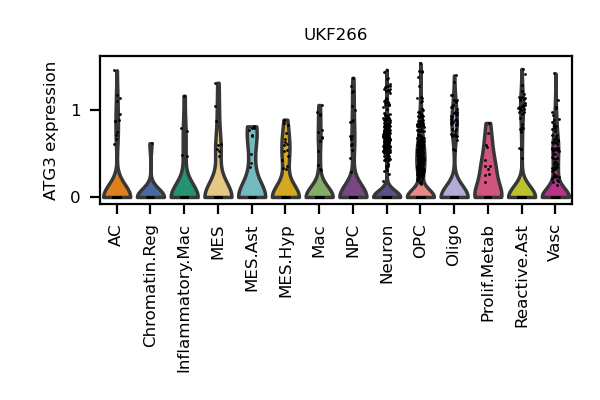 UKF266
ATG3 expression
1
0
AC
Chromatin.Reg
Inflammatory.Mac
MES
MES.Ast
MES.Hyp
Mac
NPC
Neuron
OPC
Oligo
Prolif.Metab
Reactive.Ast
Vasc